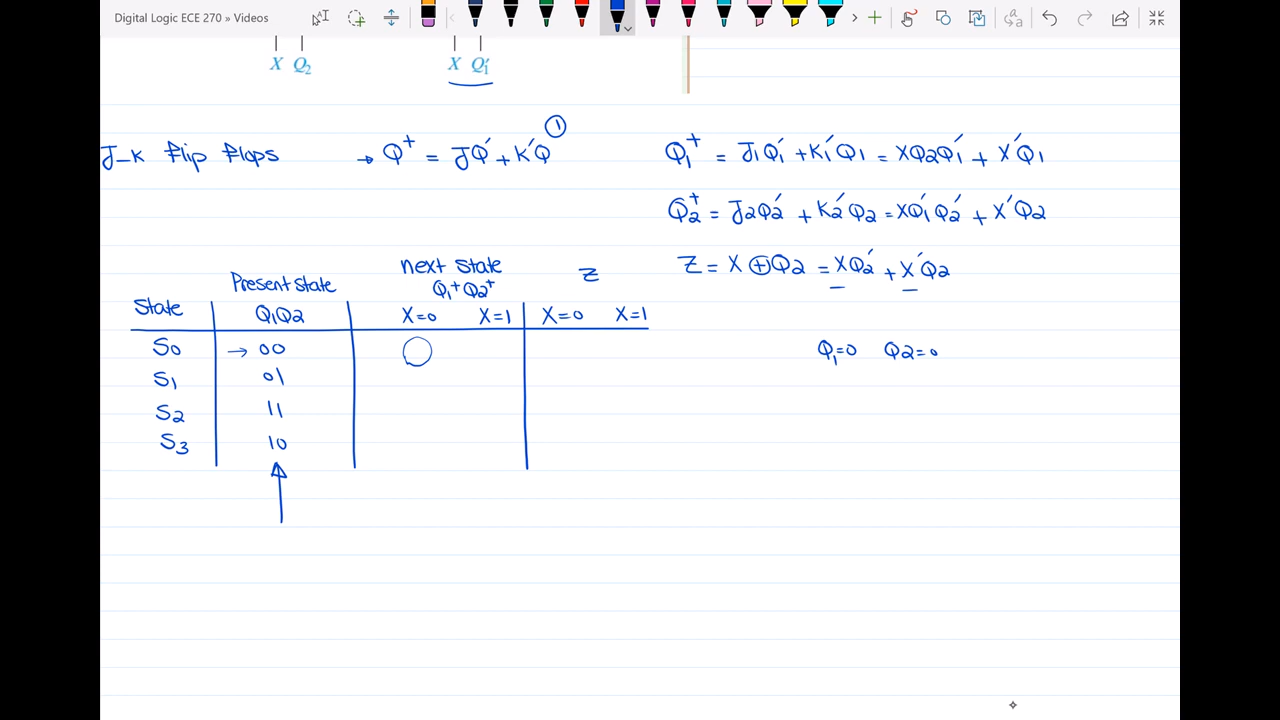 Digital Logic ECE 270 » Videos
X Q₂ X Q₁′
J-K flip flops → Q⁺ = JQ′ + K′Q ①
Q₁⁺ = J₁Q₁′ + K₁′Q₁ = XQ2Q₁′ + X′Q₁
Q₂⁺ = J2Q2′ + K2′Q2 = XQ₁′Q₂′ + X′Q2
Z = X ⊕ Q2 = XQ2′ + X′Q2
Present state next state Z
Q₁⁺Q₂⁺
State Q₁Q₂ X=0 X=1 X=0 X=1
S0 → 00
S₁ 01
S₂ 11
S₃ 10
Q₁=0 Q2=0